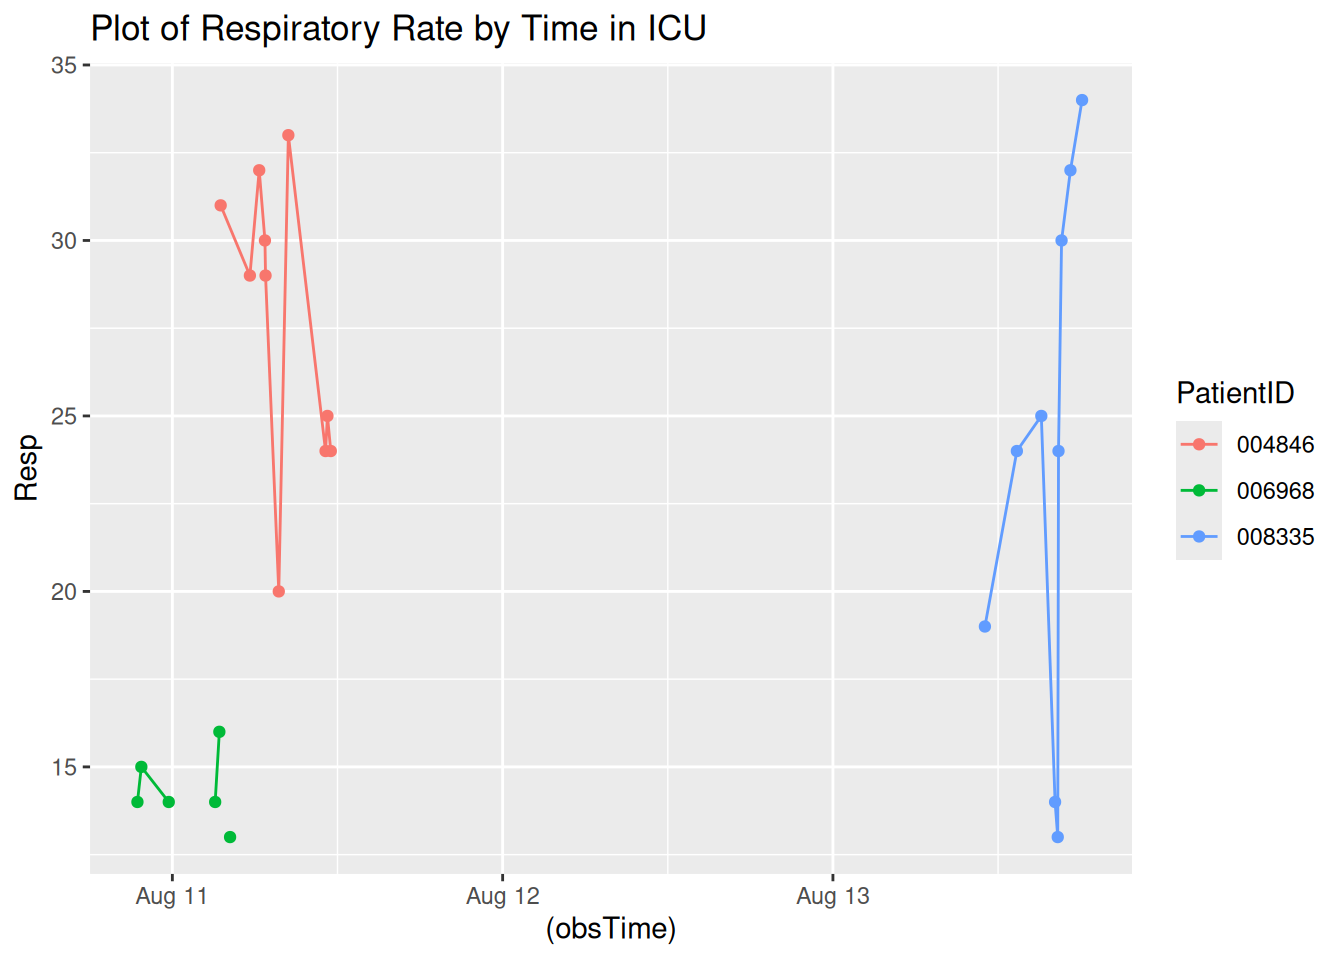 Plot of Respiratory Rate by Time in ICU
35
30
25
20
15
Resp
Aug 11
Aug 12
Aug 13
(obsTime)
PatientID
004846
006968
008335